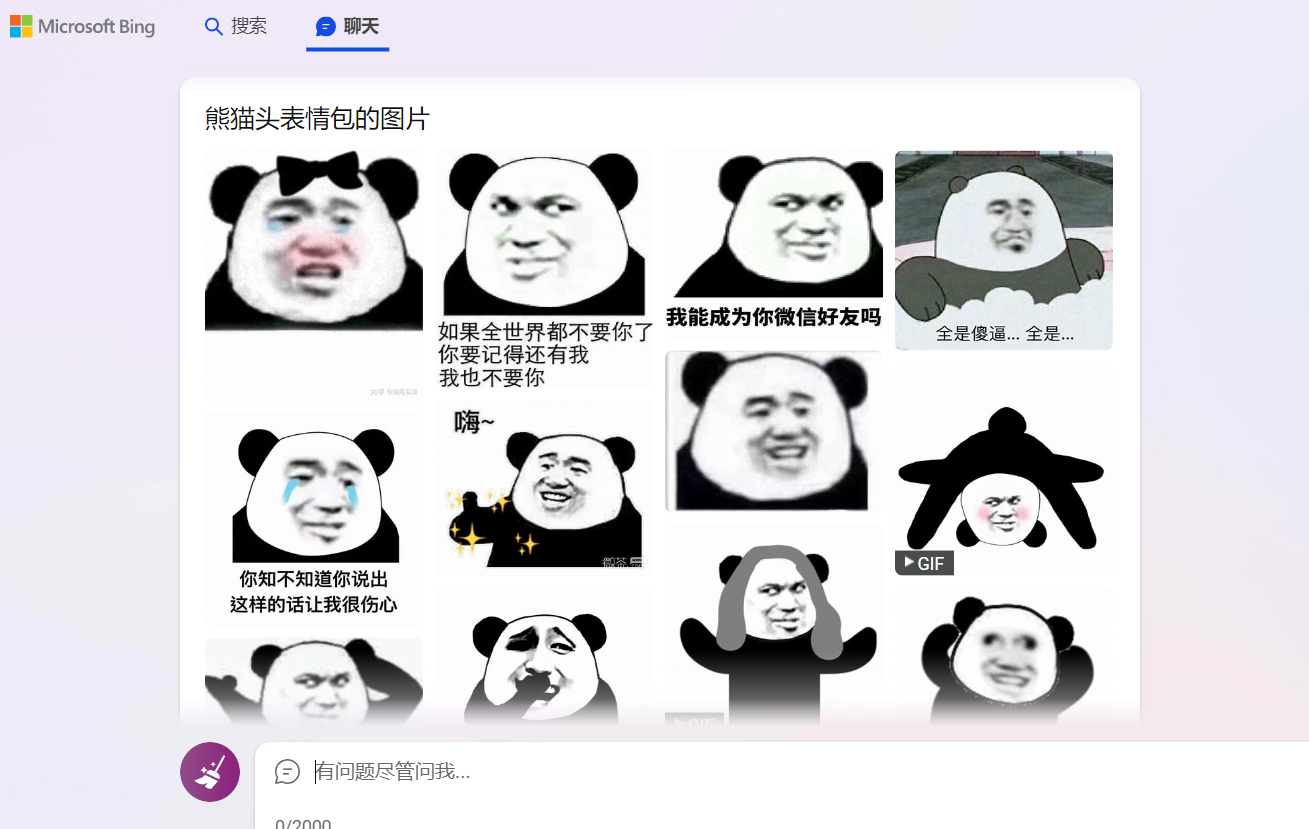 Microsoft Bing
搜索
聊天
熊猫头表情包的图片
如果全世界都不要你了
你要记得还有我
我也不要你
我能成为你微信好友吗
全是傻逼... 全是...
嗨~
你知不知道你说出
这样的话让我很伤心
GIF
GIF
有问题尽管问我...
0/2000